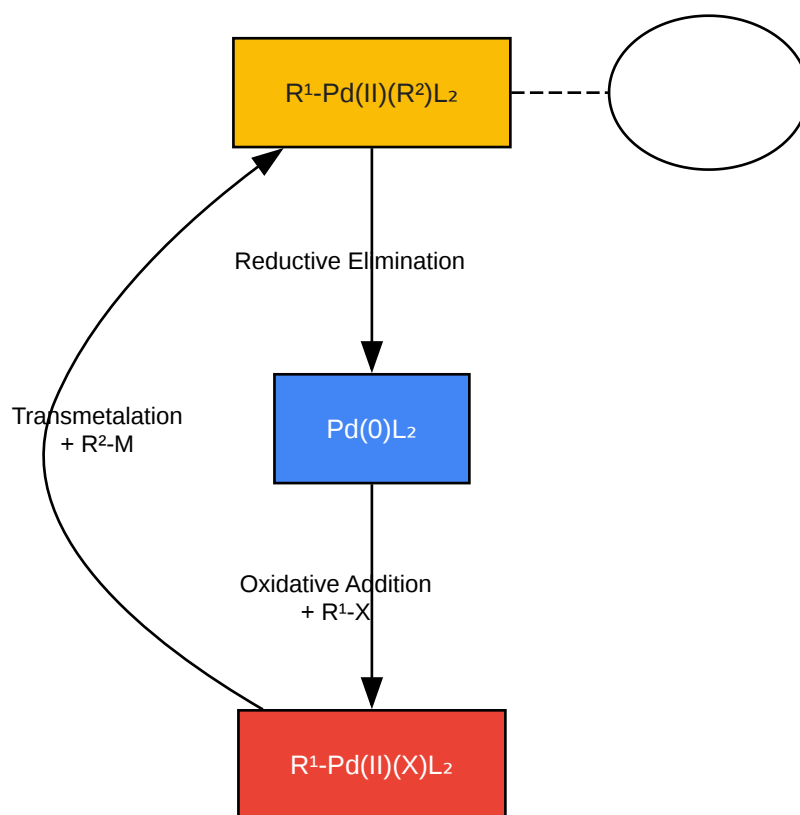 R¹-Pd(II)(R²)L₂
Reductive Elimination
Pd(0)L₂
Transmetalation
+ R²-M
Oxidative Addition
+ R¹-X
R¹-Pd(II)(X)L₂